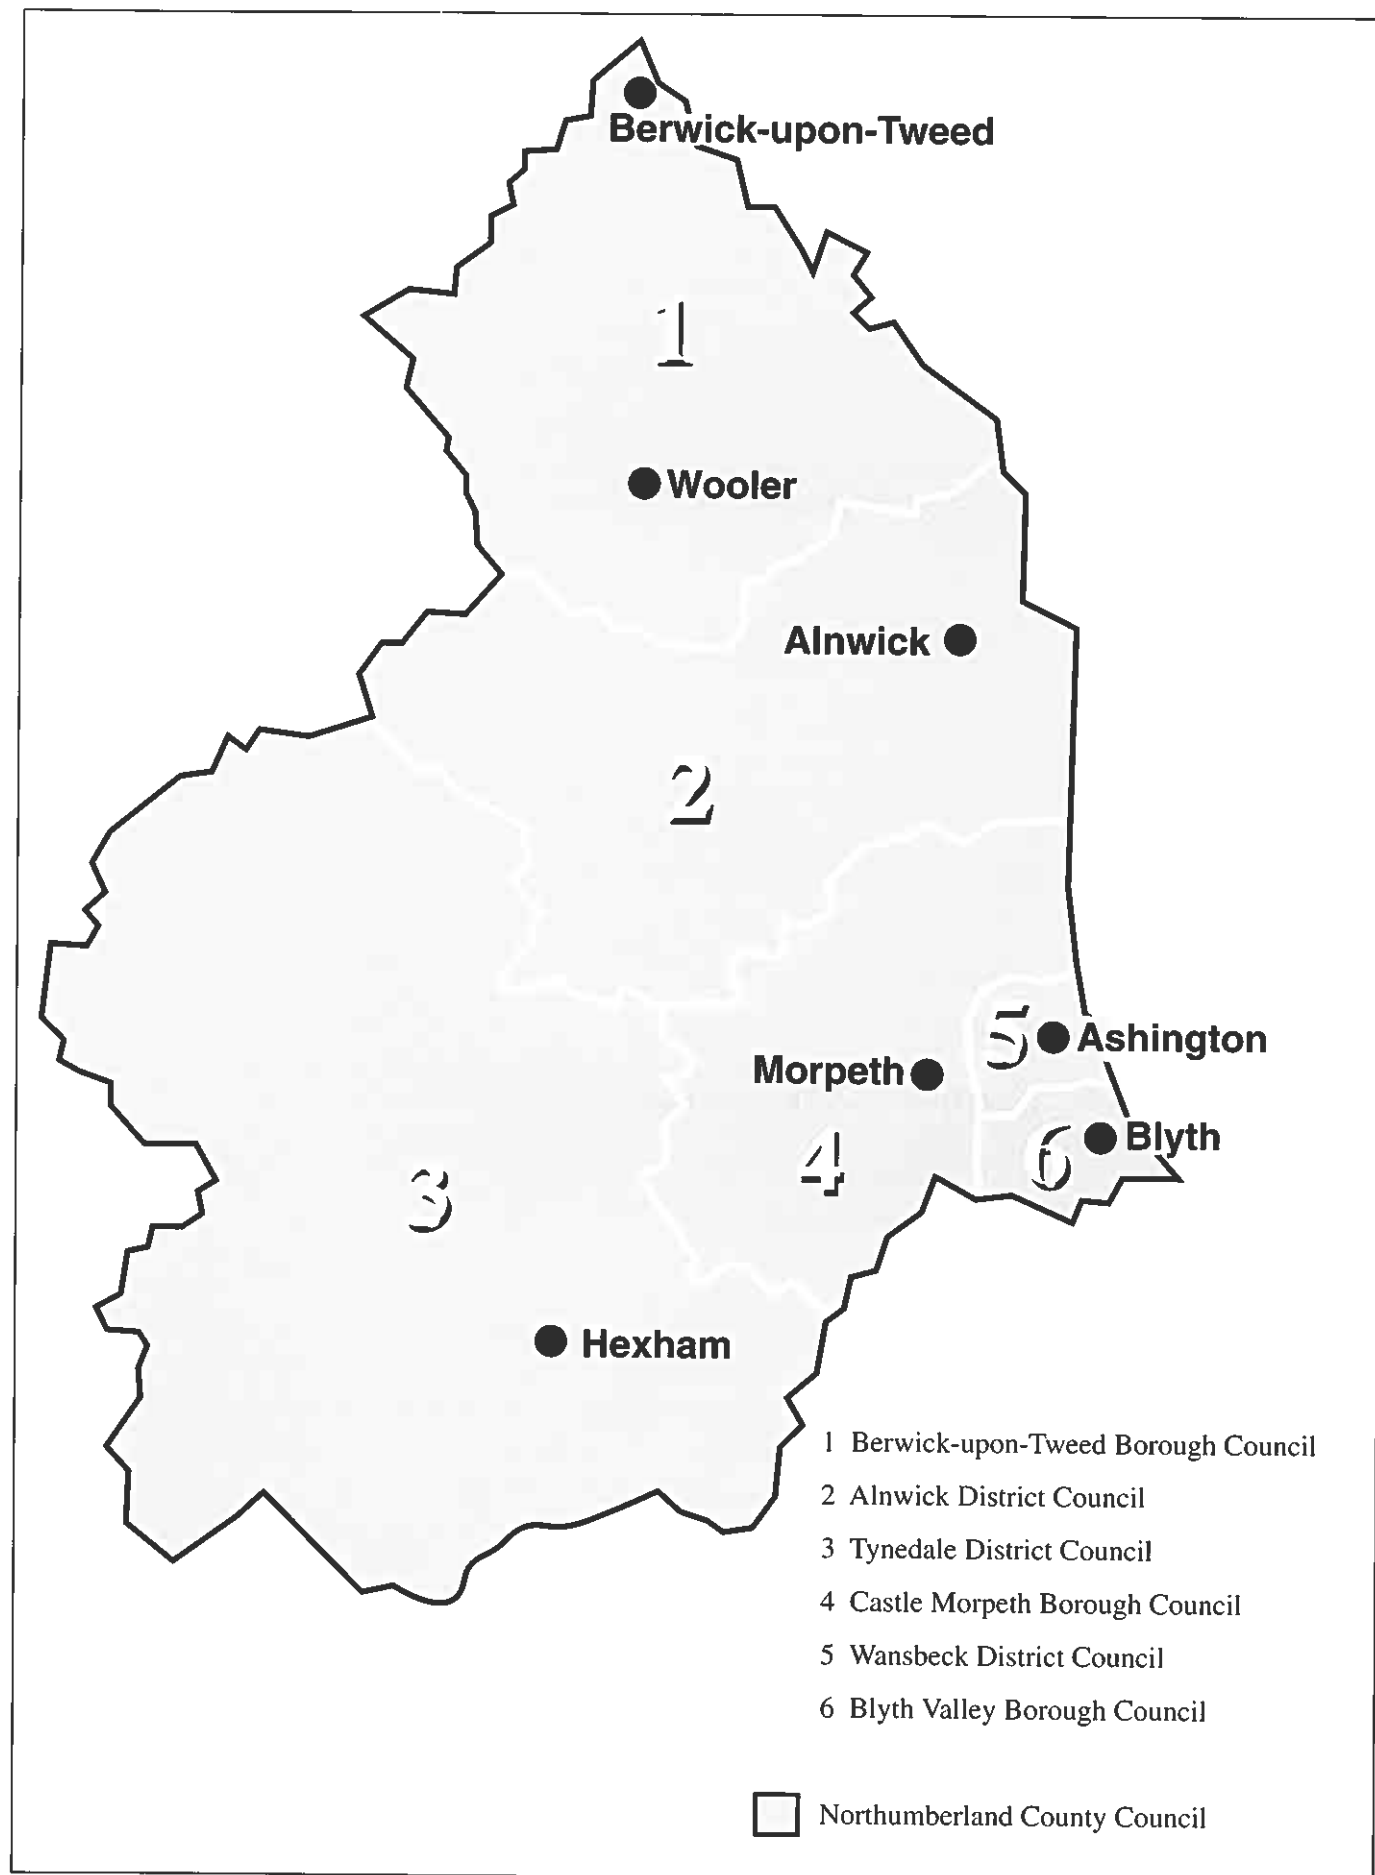 Berwick-upon-Tweed
1
Wooler
Alnwick
2
5
Ashington
Morpeth
Blyth
4
6
3
Hexham
1 Berwick-upon-Tweed Borough Council
2 Alnwick District Council
3 Tynedale District Council
4 Castle Morpeth Borough Council
5 Wansbeck District Council
6 Blyth Valley Borough Council
Northumberland County Council